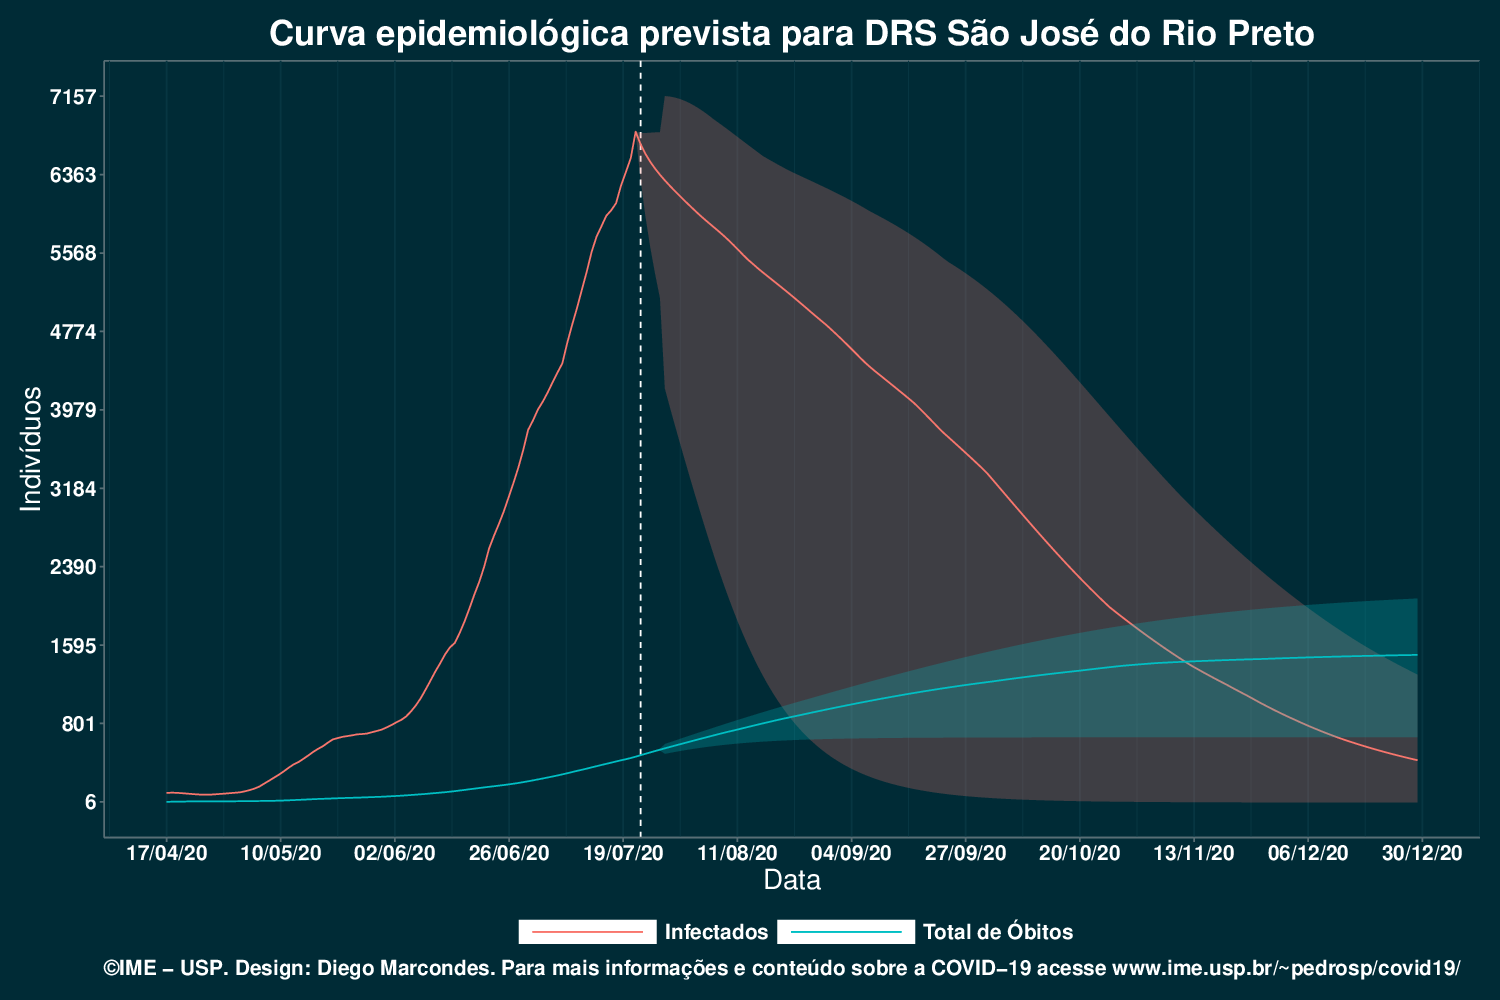 Curva epidemiológica prevista para DRS São José do Rio Preto
7157
6363
5568
4774
3979
3184
2390
1595
801
6
Indivíduos
17/04/20 10/05/20 02/06/20 26/06/20 19/07/20 11/08/20 04/09/20 27/09/20 20/10/20 13/11/20 06/12/20 30/12/20
Data
Infectados Total de Óbitos
©IME − USP. Design: Diego Marcondes. Para mais informações e conteúdo sobre a COVID−19 acesse www.ime.usp.br/~pedrosp/covid19/